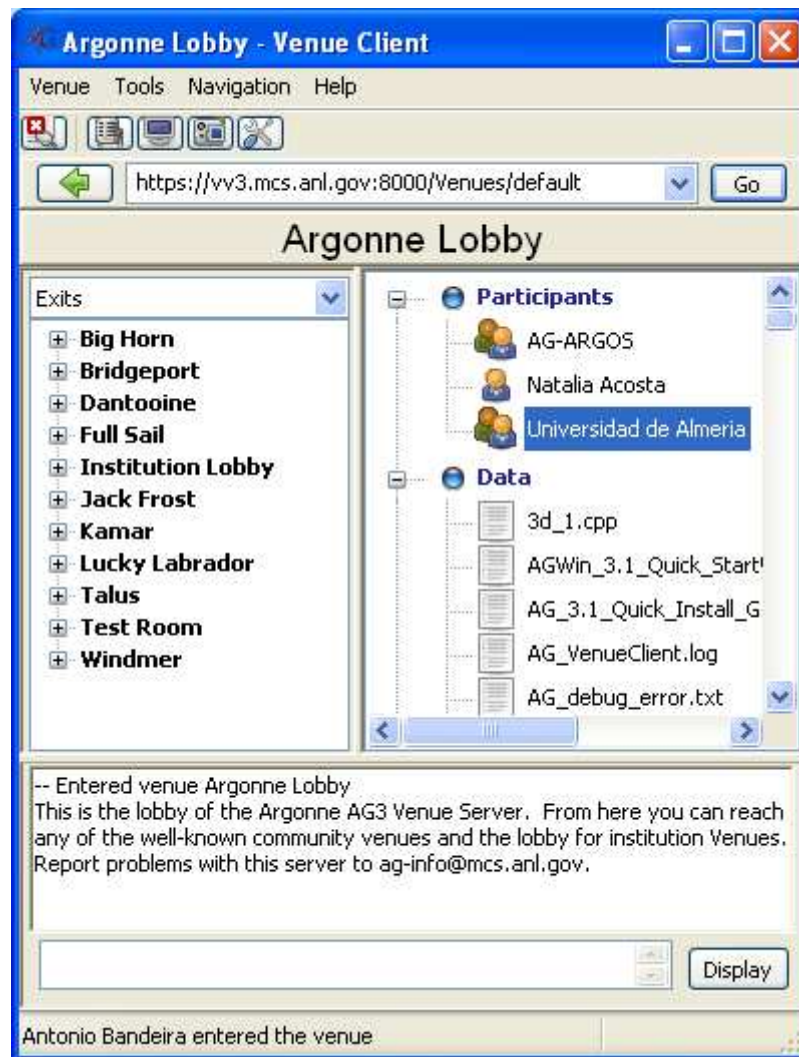 Argonne Lobby - Venue Client
Venue Tools Navigation Help
https://vv3.mcs.anl.gov:8000/Venues/default Go
Argonne Lobby
Exits
Big Horn
Bridgeport
Dantooine
Full Sail
Institution Lobby
Jack Frost
Kamar
Lucky Labrador
Talus
Test Room
Windmer
Participants
AG-ARGOS
Natalia Acosta
Universidad de Almeria
Data
3d_1.cpp
AGWin_3.1_Quick_Start
AG_3.1_Quick_Install_G
AG_VenueClient.log
AG_debug_error.txt
-- Entered venue Argonne Lobby
This is the lobby of the Argonne AG3 Venue Server. From here you can reach
any of the well-known community venues and the lobby for institution Venues.
Report problems with this server to ag-info@mcs.anl.gov.
Display
Antonio Bandeira entered the venue